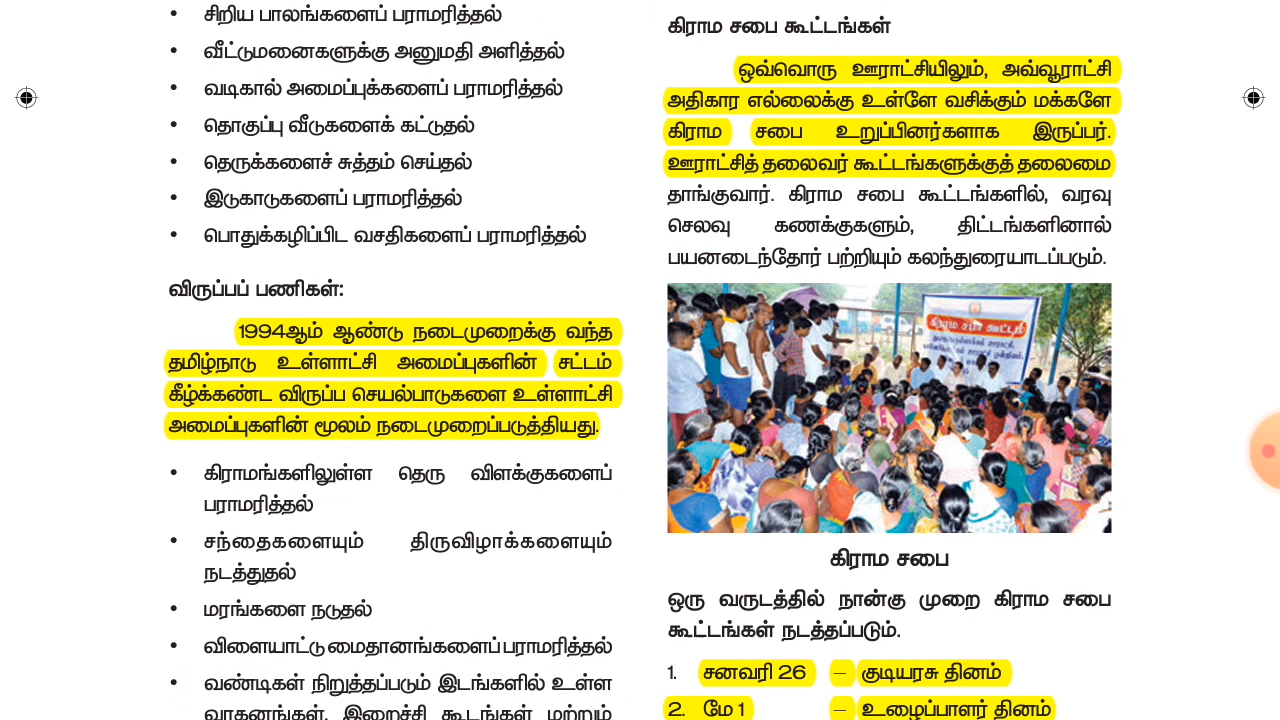 • சிறிய பாலங்களைப் பராமரித்தல்
• வீட்டுமனைகளுக்கு அனுமதி அளித்தல்
• வடிகால் அமைப்புக்களைப் பராமரித்தல்
• தொகுப்பு வீடுகளைக் கட்டுதல்
• தெருக்களைச் சுத்தம் செய்தல்
• இடுகாடுகளைப் பராமரித்தல்
• பொதுக்கழிப்பிட வசதிகளைப் பராமரித்தல்
விருப்பப் பணிகள்:
1994ஆம் ஆண்டு நடைமுறைக்கு வந்த
தமிழ்நாடு உள்ளாட்சி அமைப்புகளின் சட்டம்
கீழ்க்கண்ட விருப்ப செயல்பாடுகளை உள்ளாட்சி
அமைப்புகளின் மூலம் நடைமுறைப்படுத்தியது.
• கிராமங்களிலுள்ள தெரு விளக்குகளைப்
பராமரித்தல்
• சந்தைகளையும் திருவிழாக்களையும்
நடத்துதல்
• மரங்களை நடுதல்
• விளையாட்டு மைதானங்களைப் பராமரித்தல்
• வண்டிகள் நிறுத்தப்படும் இடங்களில் உள்ள
வாகனங்கள், இறைச்சி கூடங்கள் மற்றும்
கிராம சபை கூட்டங்கள்
ஒவ்வொரு ஊராட்சியிலும், அவ்வூராட்சி
அதிகார எல்லைக்கு உள்ளே வசிக்கும் மக்களே
கிராம சபை உறுப்பினர்களாக இருப்பர்.
ஊராட்சித் தலைவர் கூட்டங்களுக்குத் தலைமை
தாங்குவார். கிராம சபை கூட்டங்களில், வரவு
செலவு கணக்குகளும், திட்டங்களினால்
பயனடைந்தோர் பற்றியும் கலந்துரையாடப்படும்.
கிராம சபா கூட்டம்
கிராம சபை
ஒரு வருடத்தில் நான்கு முறை கிராம சபை
கூட்டங்கள் நடத்தப்படும்.
1. சனவரி 26 – குடியரசு தினம்
2. மே 1 – உழைப்பாளர் தினம்